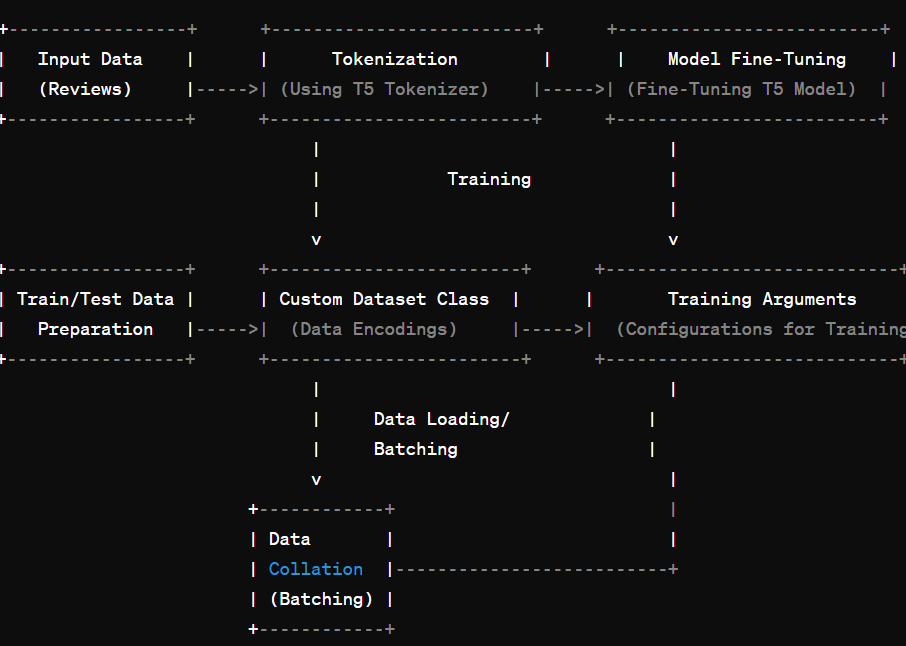 +-----------------+      +-------------------------+      +-------------------------+
|   Input Data    |      |      Tokenization        |      |    Model Fine-Tuning    |
|   (Reviews)     |----->| (Using T5 Tokenizer)    |----->| (Fine-Tuning T5 Model)  |
+-----------------+      +-------------------------+      +-------------------------+
|                                  |
|            Training             |
|                                  |
v                                  v
+-----------------+      +------------------------+      +----------------------------+
| Train/Test Data |      | Custom Dataset Class  |      |       Training Arguments
|   Preparation   |----->|  (Data Encodings)     |----->|  (Configurations for Training
+-----------------+      +------------------------+      +----------------------------+
|                                  |
|     Data Loading/             |
|     Batching                  |
v                                  |
+------------+                          |
| Data       |                          |
| Collation  |--------------------------+
| (Batching) |
+------------+